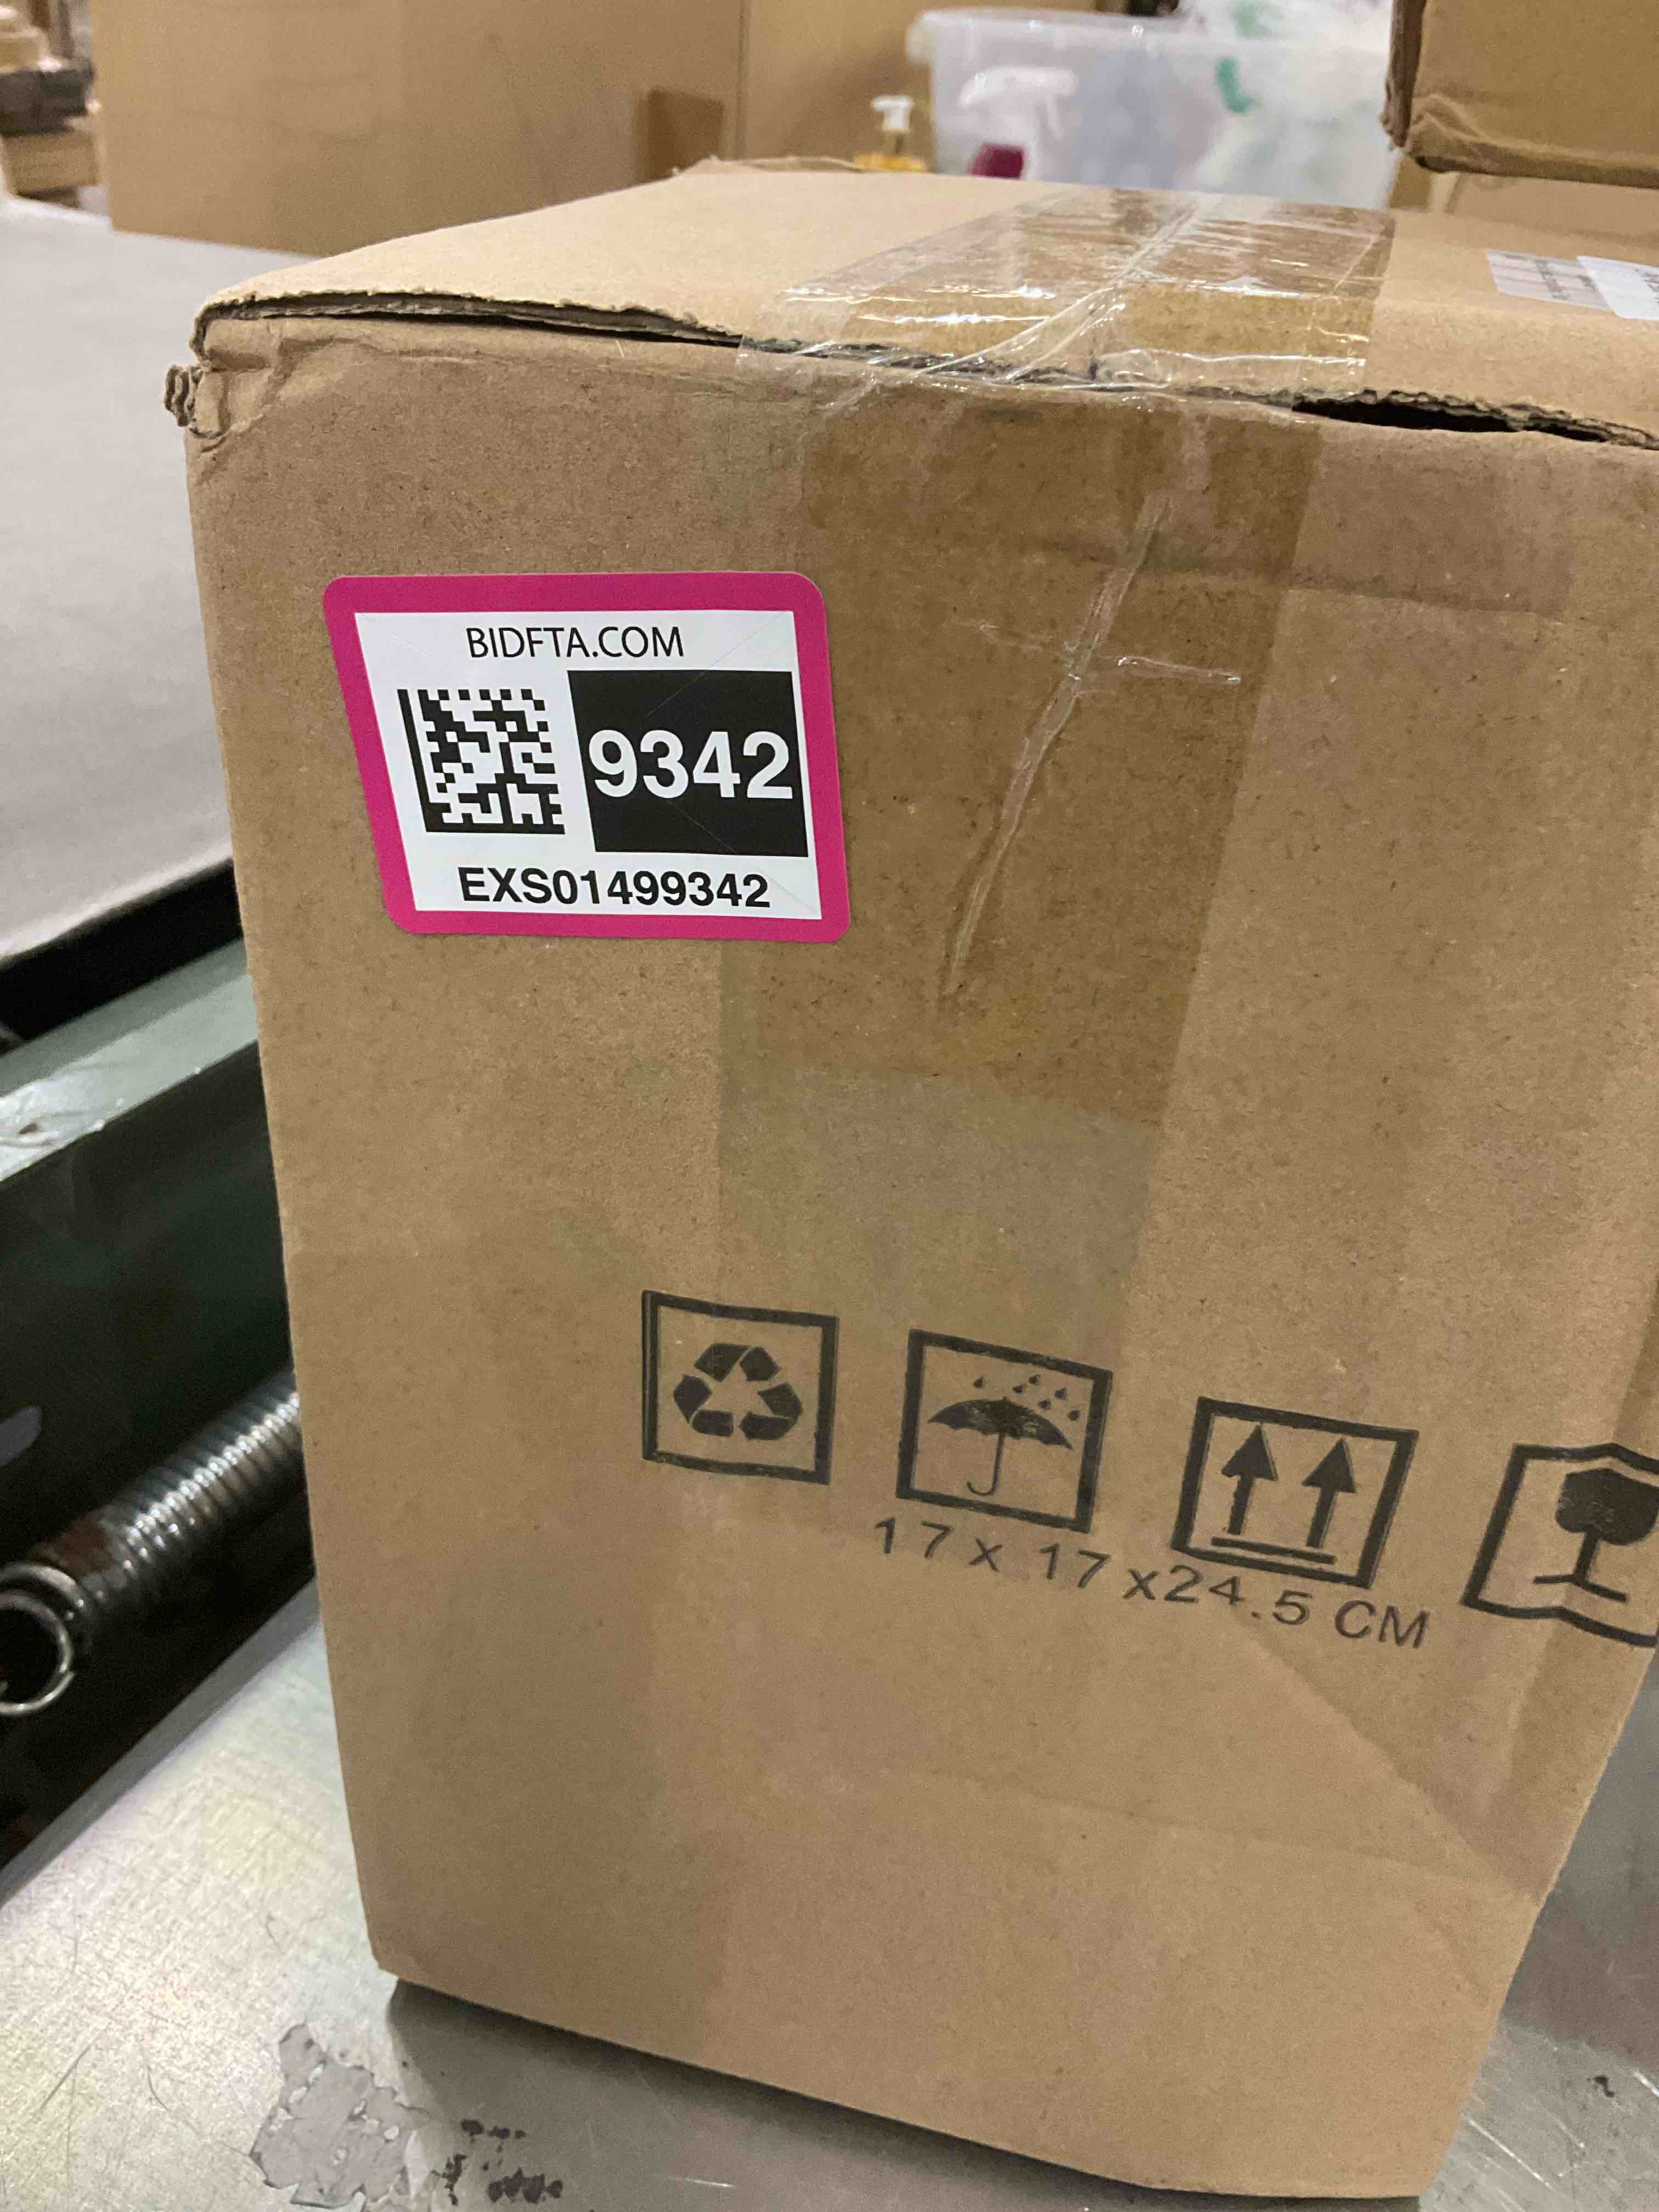 BIDFTA.COM
9342
EXS01499342
17 x 17 x24.5 CM